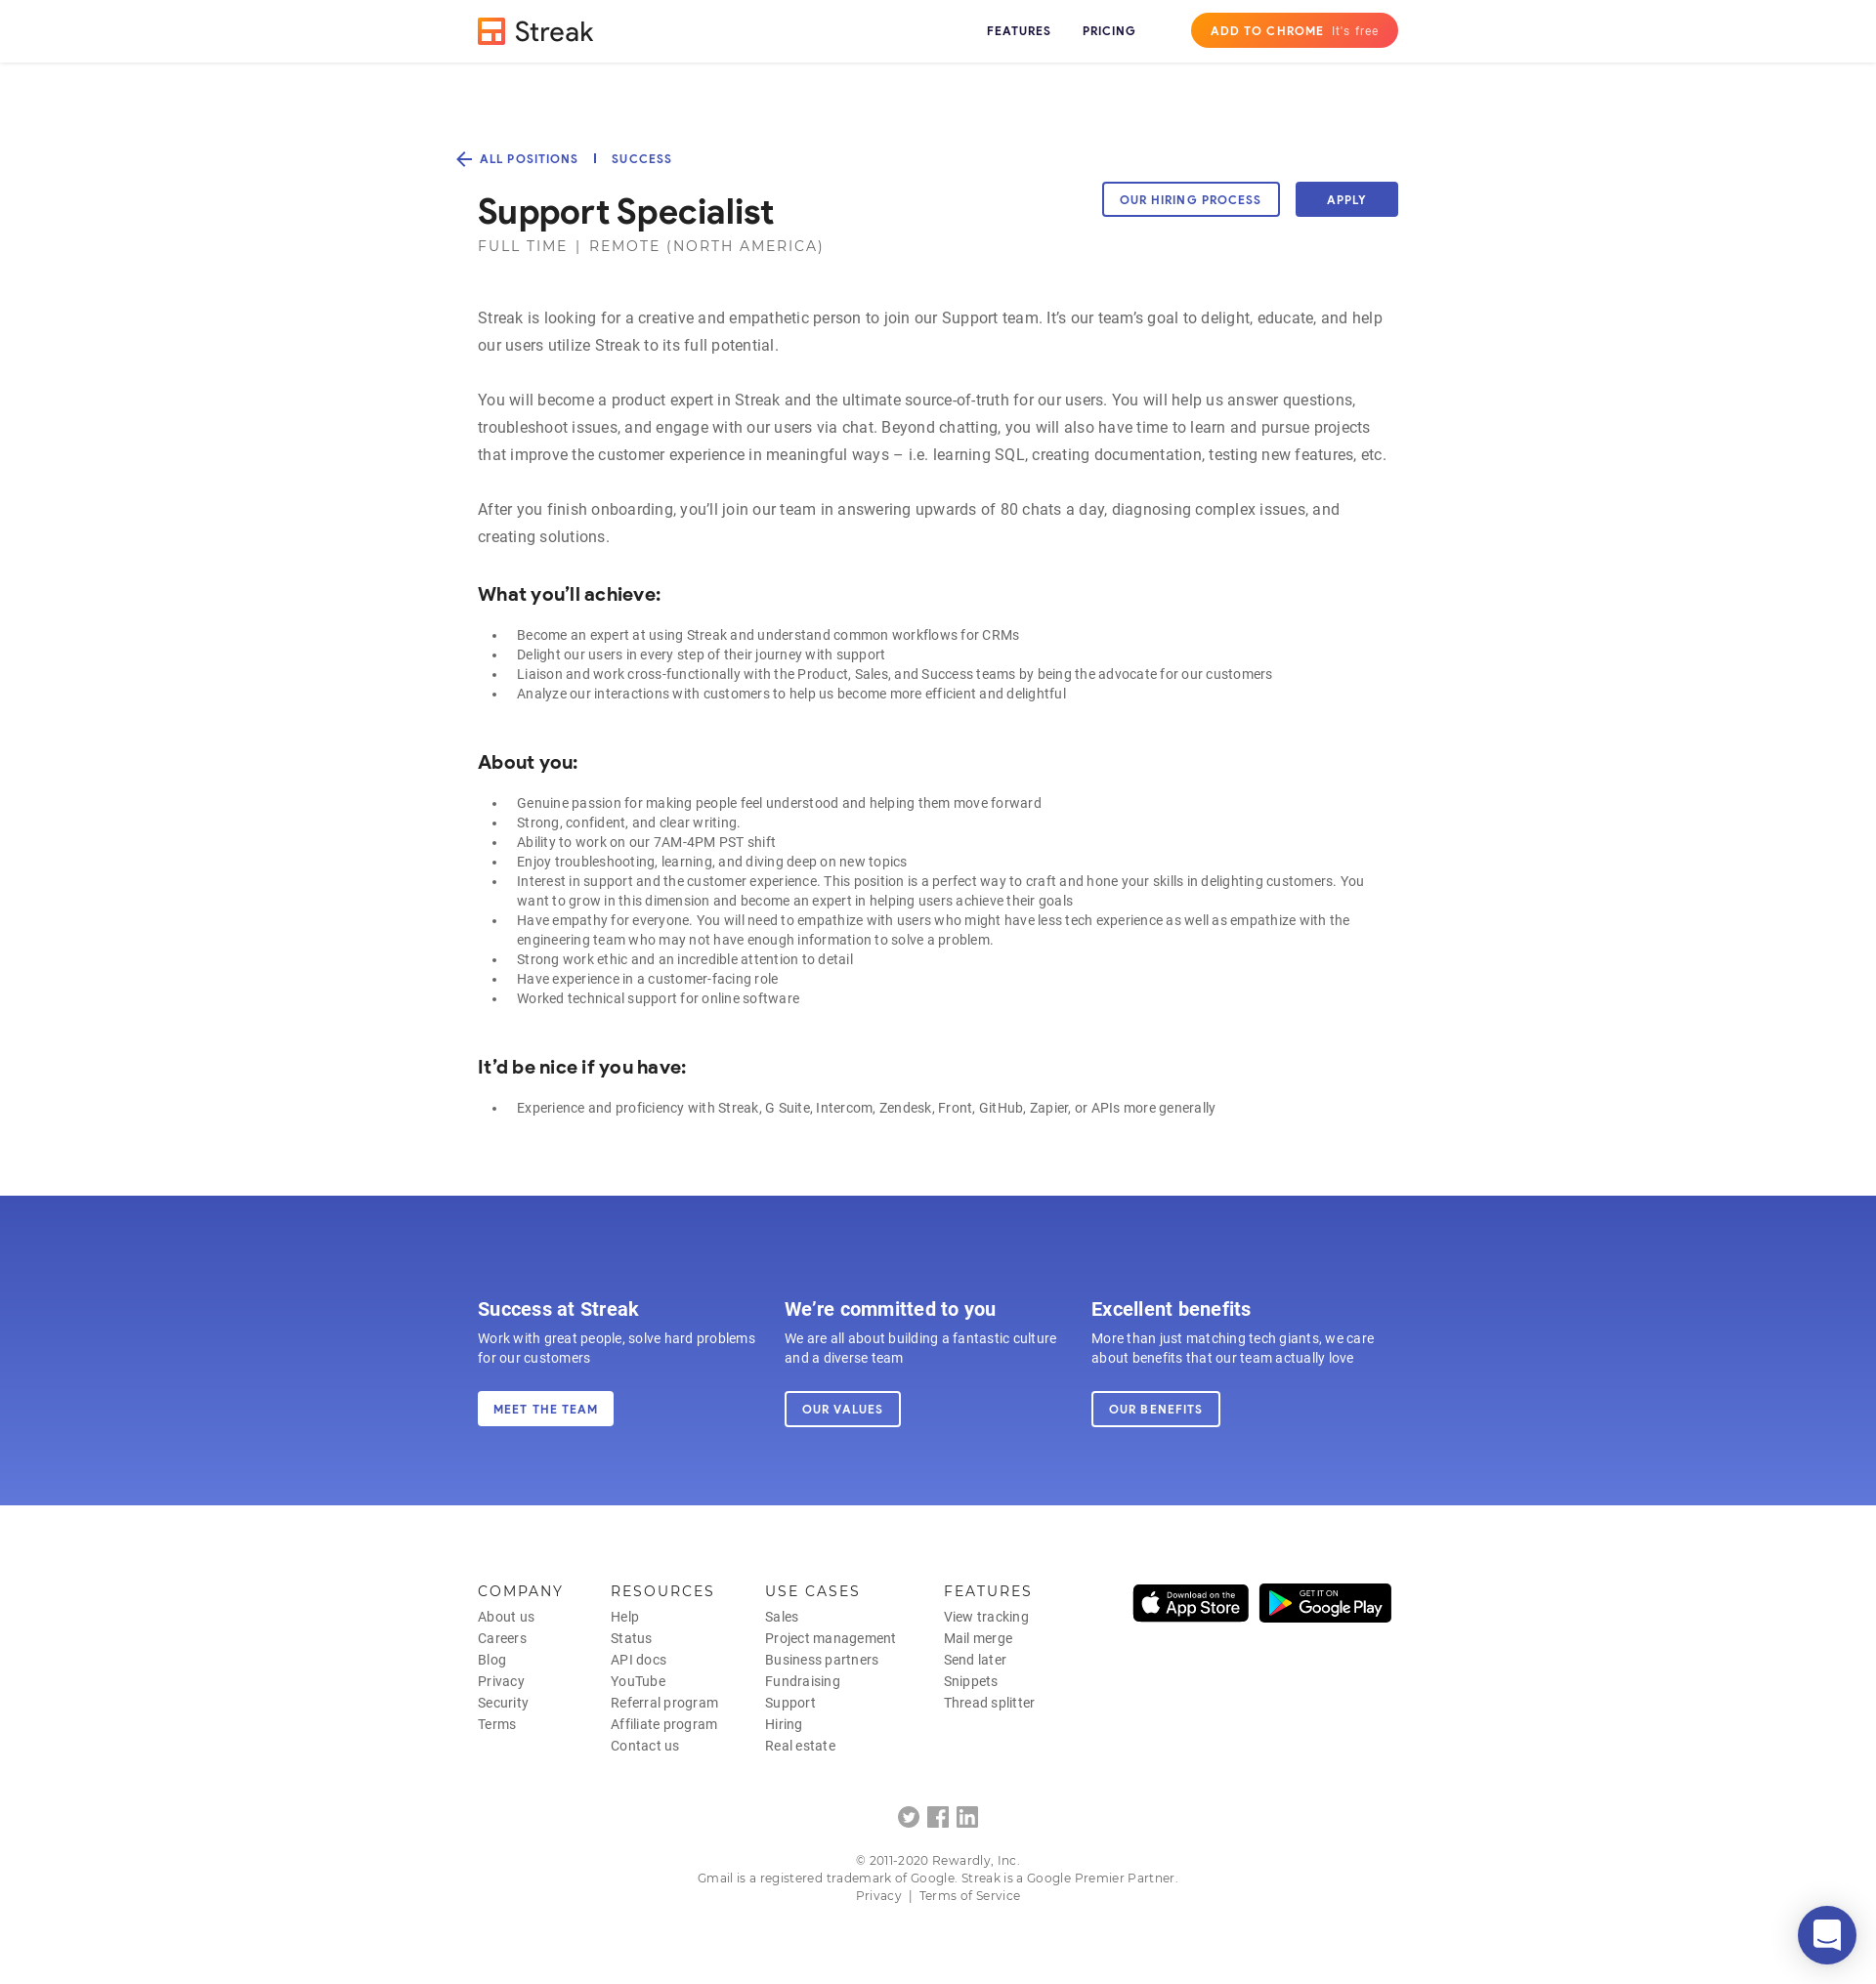 Streak
FEATURES
PRICING
ADD TO CHROME It's free
ALL POSITIONS
SUCCESS
Support Specialist
OUR HIRING PROCESS
APPLY
FULL TIME | REMOTE (NORTH AMERICA)
Streak is looking for a creative and empathetic person to join our Support team. It’s our team’s goal to delight, educate, and help
our users utilize Streak to its full potential.
You will become a product expert in Streak and the ultimate source-of-truth for our users. You will help us answer questions,
troubleshoot issues, and engage with our users via chat. Beyond chatting, you will also have time to learn and pursue projects
that improve the customer experience in meaningful ways – i.e. learning SQL, creating documentation, testing new features, etc.
After you finish onboarding, you’ll join our team in answering upwards of 80 chats a day, diagnosing complex issues, and
creating solutions.
What you’ll achieve:
• Become an expert at using Streak and understand common workflows for CRMs
• Delight our users in every step of their journey with support
• Liaison and work cross-functionally with the Product, Sales, and Success teams by being the advocate for our customers
• Analyze our interactions with customers to help us become more efficient and delightful
About you:
• Genuine passion for making people feel understood and helping them move forward
• Strong, confident, and clear writing.
• Ability to work on our 7AM-4PM PST shift
• Enjoy troubleshooting, learning, and diving deep on new topics
• Interest in support and the customer experience. This position is a perfect way to craft and hone your skills in delighting customers. You
want to grow in this dimension and become an expert in helping users achieve their goals
• Have empathy for everyone. You will need to empathize with users who might have less tech experience as well as empathize with the
engineering team who may not have enough information to solve a problem.
• Strong work ethic and an incredible attention to detail
• Have experience in a customer-facing role
• Worked technical support for online software
It’d be nice if you have:
• Experience and proficiency with Streak, G Suite, Intercom, Zendesk, Front, GitHub, Zapier, or APIs more generally
Success at Streak
Work with great people, solve hard problems
for our customers
MEET THE TEAM
We’re committed to you
We are all about building a fantastic culture
and a diverse team
OUR VALUES
Excellent benefits
More than just matching tech giants, we care
about benefits that our team actually love
OUR BENEFITS
COMPANY
About us
Careers
Blog
Privacy
Security
Terms
RESOURCES
Help
Status
API docs
YouTube
Referral program
Affiliate program
Contact us
USE CASES
Sales
Project management
Business partners
Fundraising
Support
Hiring
Real estate
FEATURES
View tracking
Mail merge
Send later
Snippets
Thread splitter
Download on the
App Store
GET IT ON
Google Play
© 2011-2020 Rewardly, Inc.
Gmail is a registered trademark of Google. Streak is a Google Premier Partner.
Privacy | Terms of Service